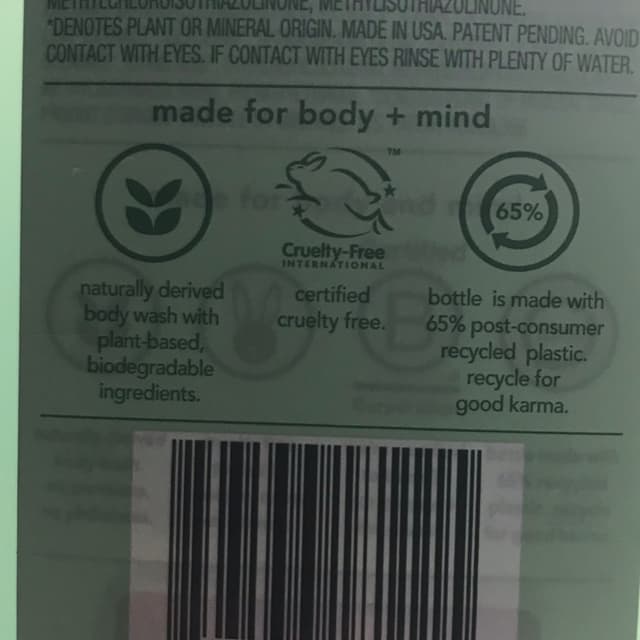 METHYLCHLOROISOTHIAZOLINONE, METHYLISOTHIAZOLINONE.
*DENOTES PLANT OR MINERAL ORIGIN. MADE IN USA. PATENT PENDING. AVOID
CONTACT WITH EYES. IF CONTACT WITH EYES RINSE WITH PLENTY OF WATER.
made for body + mind
TM
65%
Cruelty-Free
INTERNATIONAL
naturally derived
body wash with
plant-based,
biodegradable
ingredients.
certified
cruelty free.
bottle is made with
65% post-consumer
recycled plastic.
recycle for
good karma.